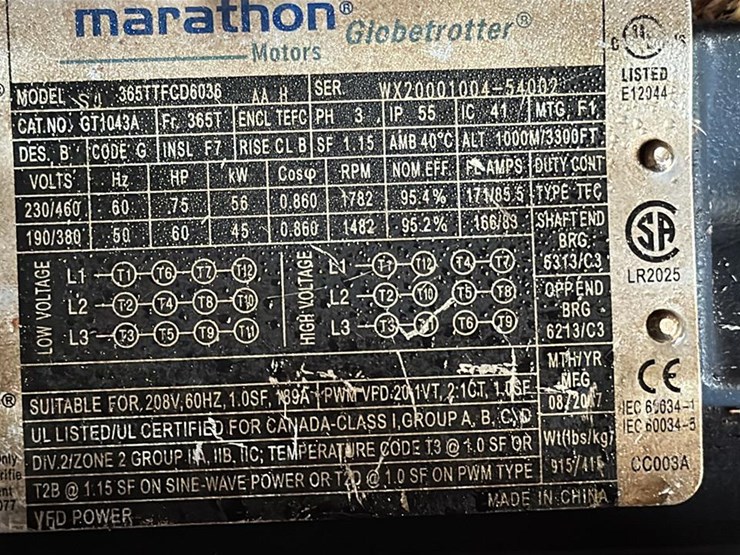 marathon®
Motors Globetrotter®
MODEL 365TTFCD6036 AA H SER WX20001004-54002
CAT.NO. GT1043A Fr. 365T ENCL TEFC PH 3 IP 55 IC 41 MTG F1
DES. B CODE G INSL F7 RISE CL B SF 1.15 AMB 40°C ALT 1000M/3300FT
VOLTS Hz HP kW Cosφ RPM NOM.EFF. AMPS DUTY CONT
230/460 60 75 56 0.860 1782 95.4% 171/85.5 TYPE TEC
190/380 50 60 45 0.860 1482 95.2% 166/83 SHAFT END
BRG.
6313/C3
OPP.END
BRG
6213/C3
LOW VOLTAGE
L1 T1 T6 T7 T12
L2 T2 T4 T8 T10
L3 T3 T5 T9 T11
HIGH VOLTAGE
L1 T1 T12 T4 T7
L2 T2 T10 T5 T8
L3 T3 T6 T9
MTH/YR
MFG
08/2017
SUITABLE FOR 208V, 60HZ, 1.0SF, 189A PWM VFD 20:1VT, 2:1CT, 1.0SF
UL LISTED/UL CERTIFIED FOR CANADA-CLASS I, GROUP A, B, C, D
DIV.2/ZONE 2 GROUP IIA, IIB, IIC; TEMPERATURE CODE T3 @ 1.0 SF OR
T2B @ 1.15 SF ON SINE-WAVE POWER OR T2D @ 1.0 SF ON PWM TYPE
VFD POWER
Wt(lbs/kg)
915/415
MADE IN CHINA
UL
C US
LISTED
E12044
SA
LR2025
CE
IEC 60034-1
IEC 60034-5
CC003A
®
only
077